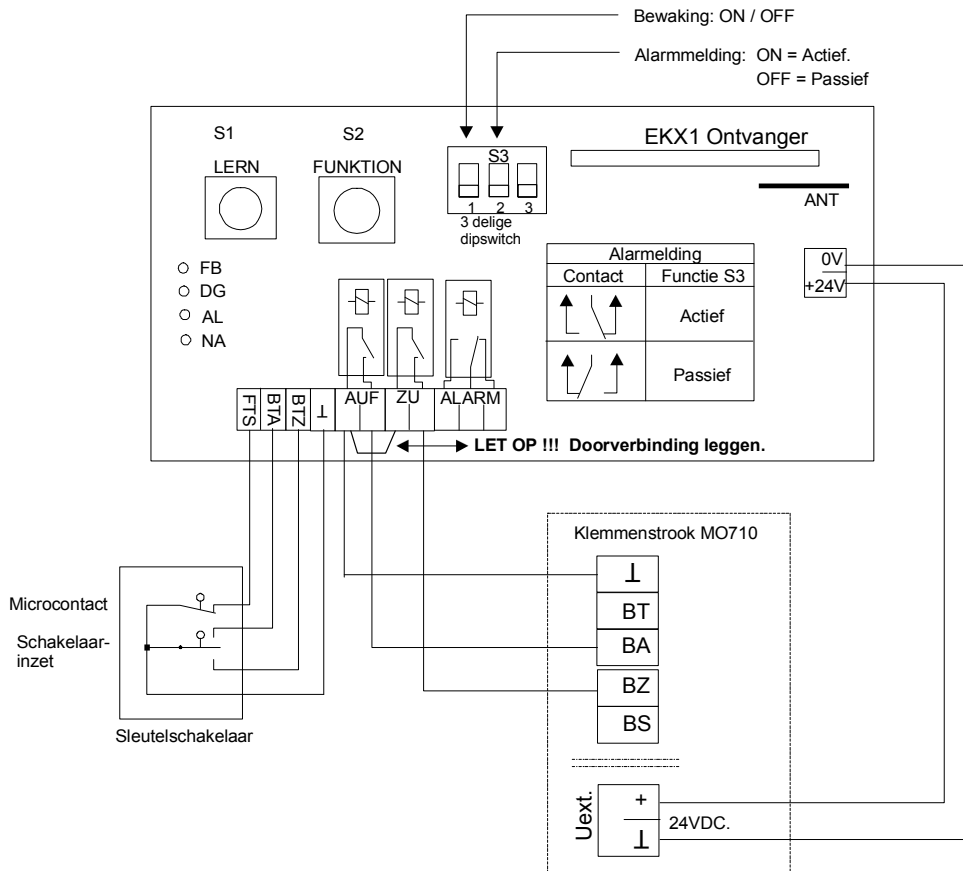 Bewaking: ON / OFF
Alarmmelding: ON = Actief.
OFF = Passief
S1
S2
S3
EKX1 Ontvanger
LERN
FUNKTION
1 2 3
3 delige
dipswitch
ANT
FB
DG
AL
NA
Alarmelding
Contact Functie S3
Actief
Passief
0V
+24V
FTS BTA BTZ ⊥ AUF ZU ALARM
LET OP !!! Doorverbinding leggen.
Klemmenstrook MO710
⊥
BT
BA
BZ
BS
Microcontact
Schakelaar-
inzet
Sleutelschakelaar
Uext.
+
⊥
24VDC.